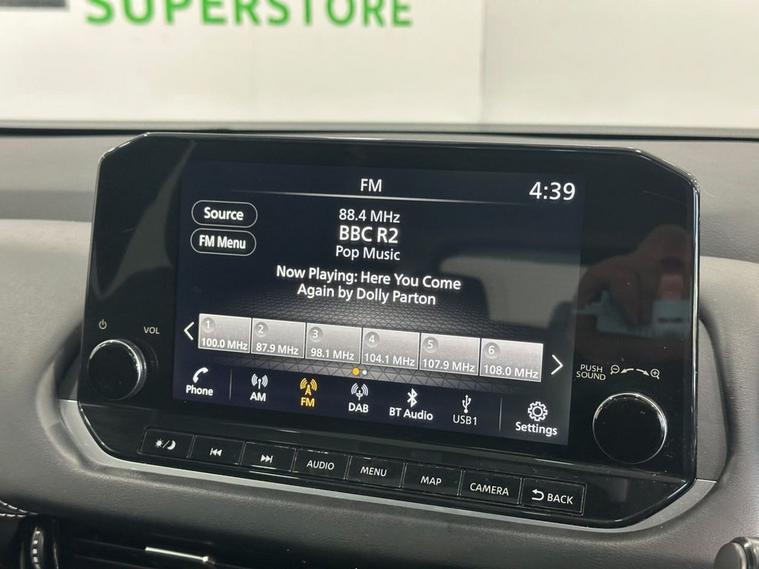 SUPERSTORE
FM
4:39
Source
88.4 MHz
FM Menu
BBC R2
Pop Music
Now Playing: Here You Come
Again by Dolly Parton
1
100.0 MHz
2
87.9 MHz
3
98.1 MHz
4
104.1 MHz
5
107.9 MHz
6
108.0 MHz
VOL
PUSH
SOUND
Phone
AM
FM
DAB
BT Audio
USB1
Settings
AUDIO
MENU
MAP
CAMERA
BACK